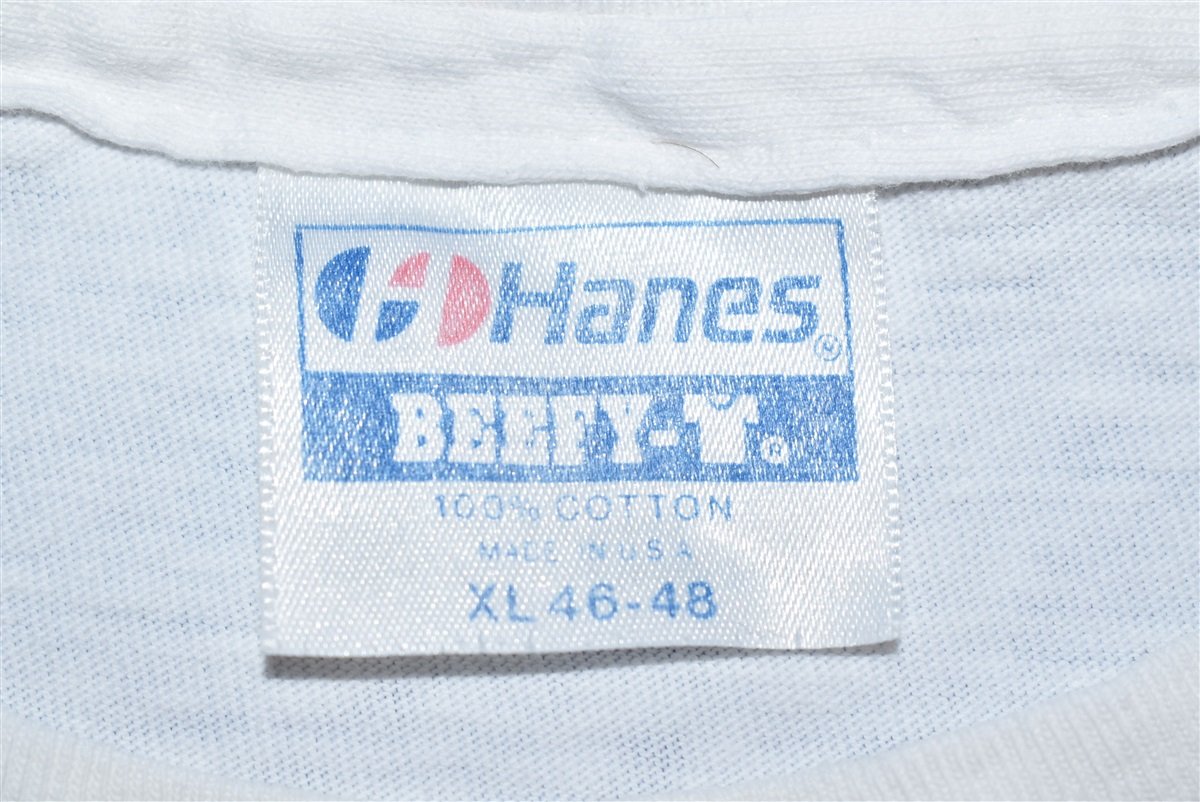 H Hanes®
BEEFY-T®
100% COTTON
MADE IN U.S.A
XL 46-48